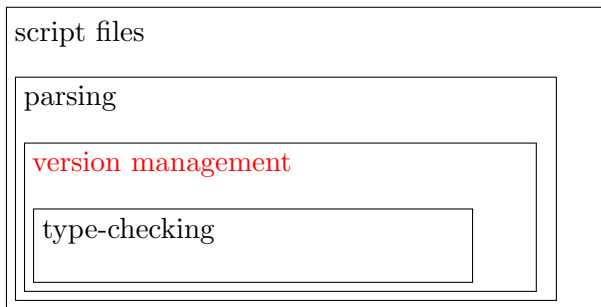 script files
parsing
version management
type-checking